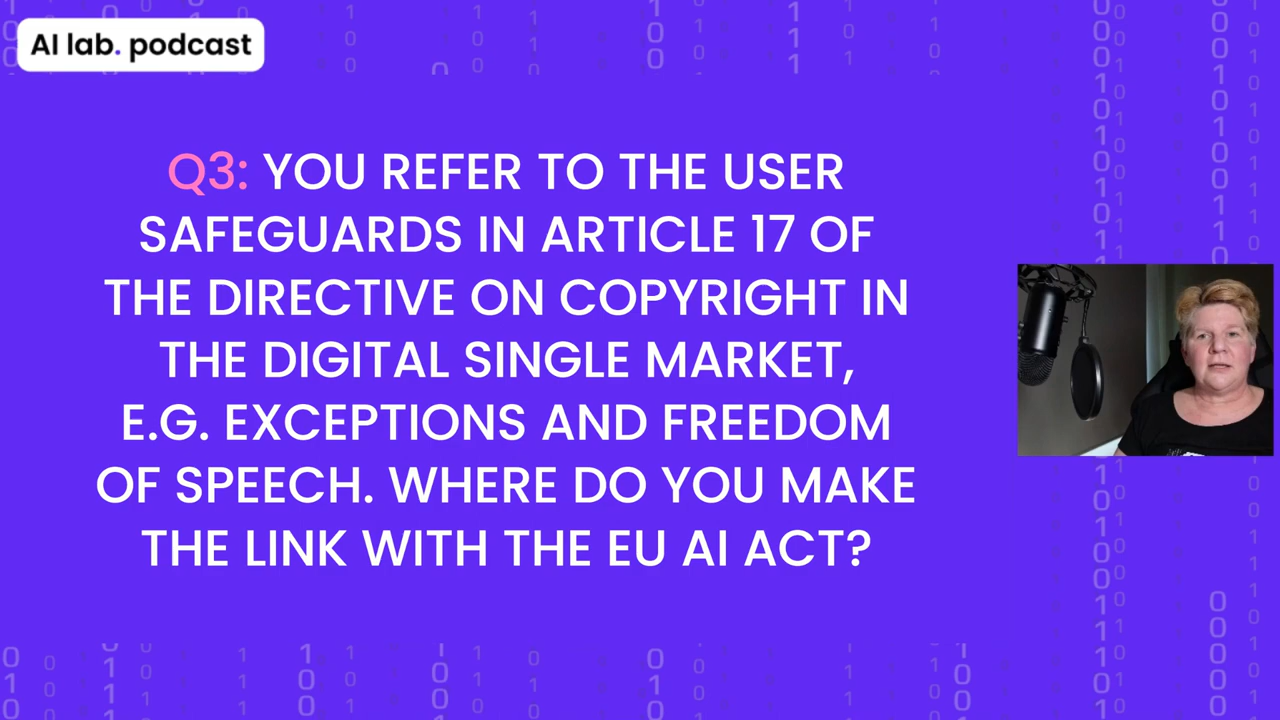 AI lab. podcast
Q3: YOU REFER TO THE USER
SAFEGUARDS IN ARTICLE 17 OF
THE DIRECTIVE ON COPYRIGHT IN
THE DIGITAL SINGLE MARKET,
E.G. EXCEPTIONS AND FREEDOM
OF SPEECH. WHERE DO YOU MAKE
THE LINK WITH THE EU AI ACT?